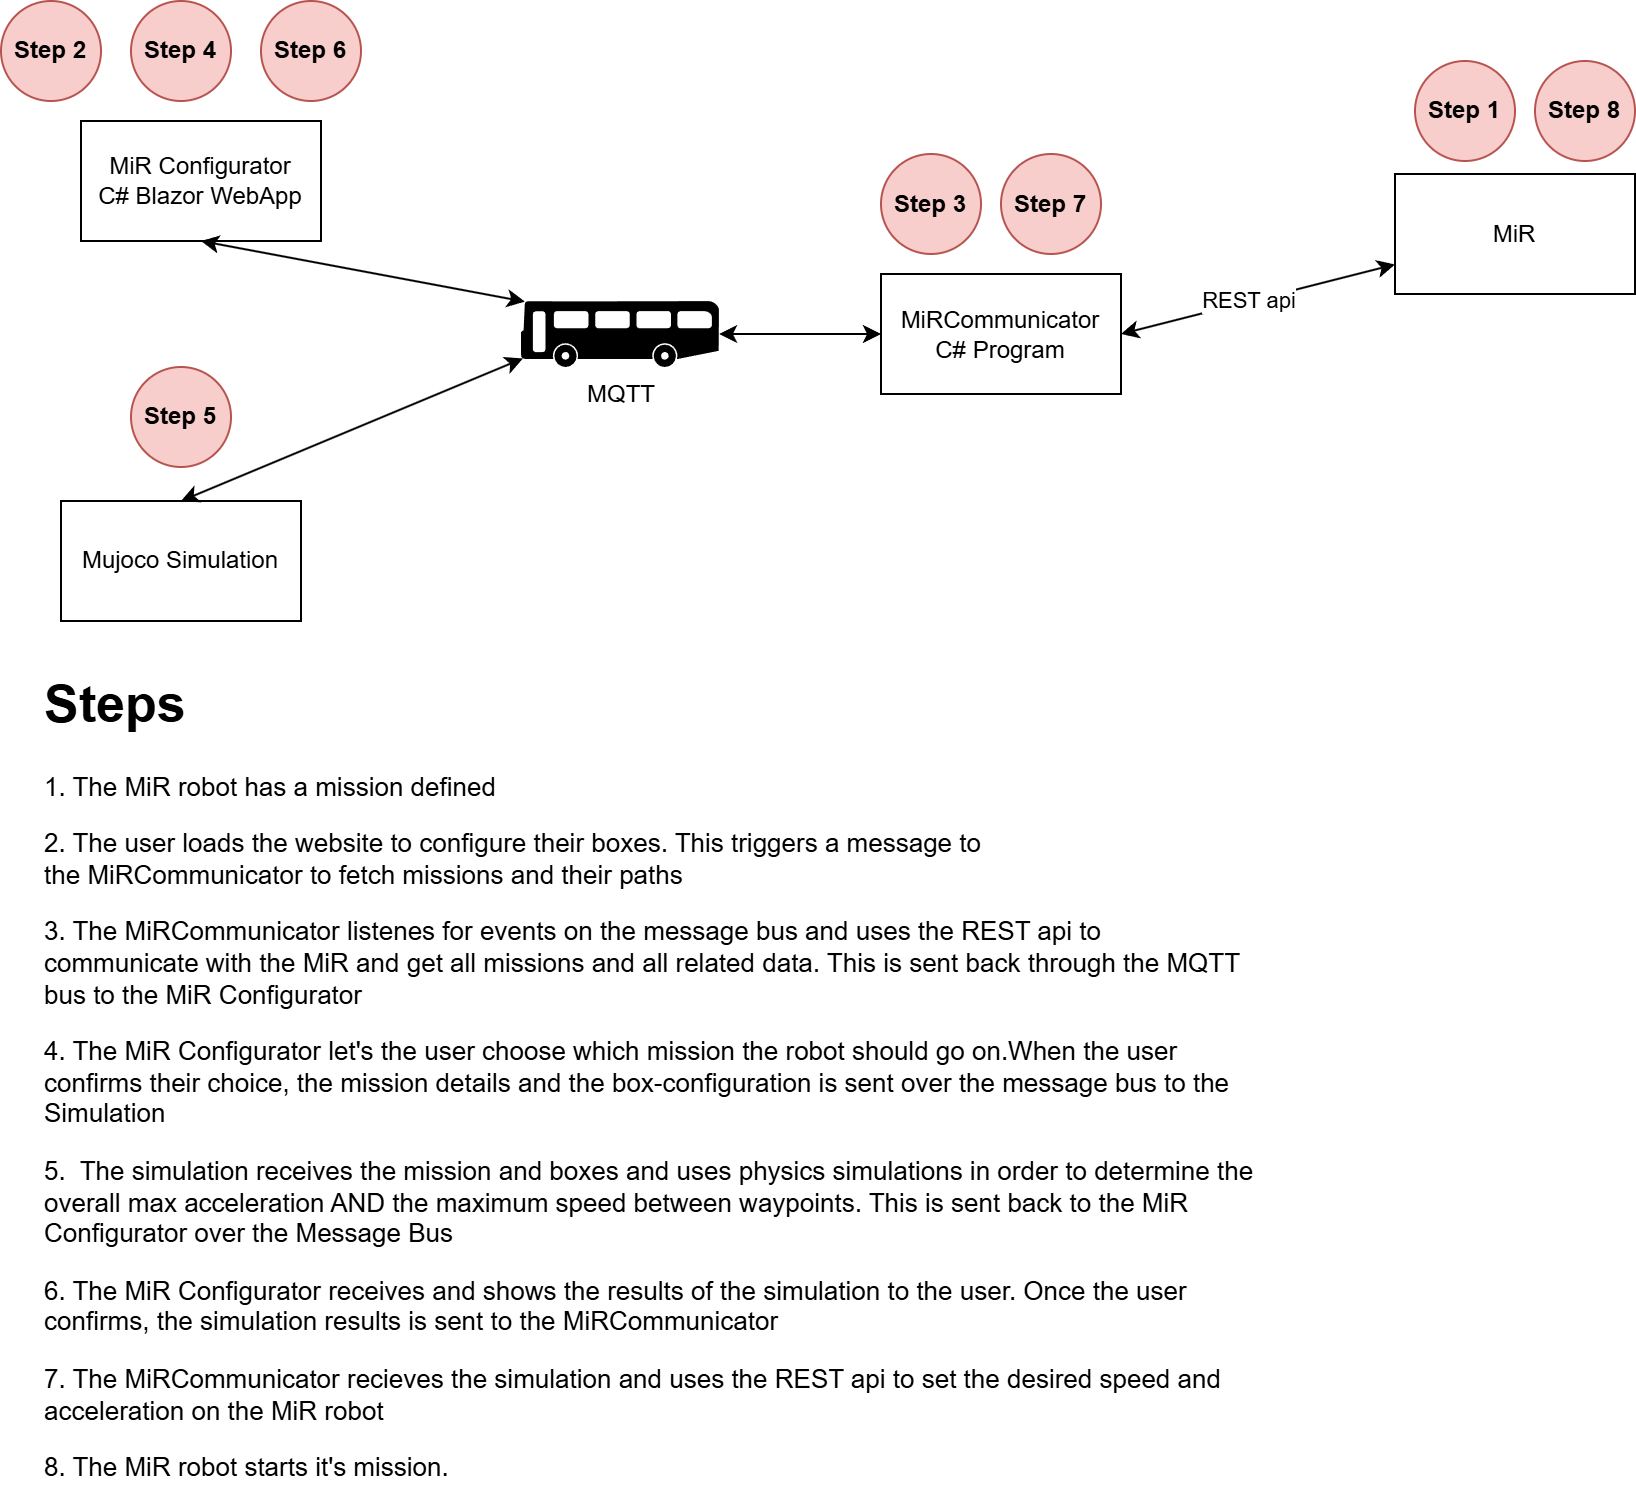 Step 2
Step 4
Step 6
Step 1
Step 8
MiR Configurator
C# Blazor WebApp
Step 3
Step 7
MiR
REST api
MiRCommunicator
C# Program
MQTT
Step 5
Mujoco Simulation
Steps
1. The MiR robot has a mission defined
2. The user loads the website to configure their boxes. This triggers a message to
the MiRCommunicator to fetch missions and their paths
3. The MiRCommunicator listenes for events on the message bus and uses the REST api to
communicate with the MiR and get all missions and all related data. This is sent back through the MQTT
bus to the MiR Configurator
4. The MiR Configurator let's the user choose which mission the robot should go on.When the user
confirms their choice, the mission details and the box-configuration is sent over the message bus to the
Simulation
5.  The simulation receives the mission and boxes and uses physics simulations in order to determine the
overall max acceleration AND the maximum speed between waypoints. This is sent back to the MiR
Configurator over the Message Bus
6. The MiR Configurator receives and shows the results of the simulation to the user. Once the user
confirms, the simulation results is sent to the MiRCommunicator
7. The MiRCommunicator recieves the simulation and uses the REST api to set the desired speed and
acceleration on the MiR robot
8. The MiR robot starts it's mission.